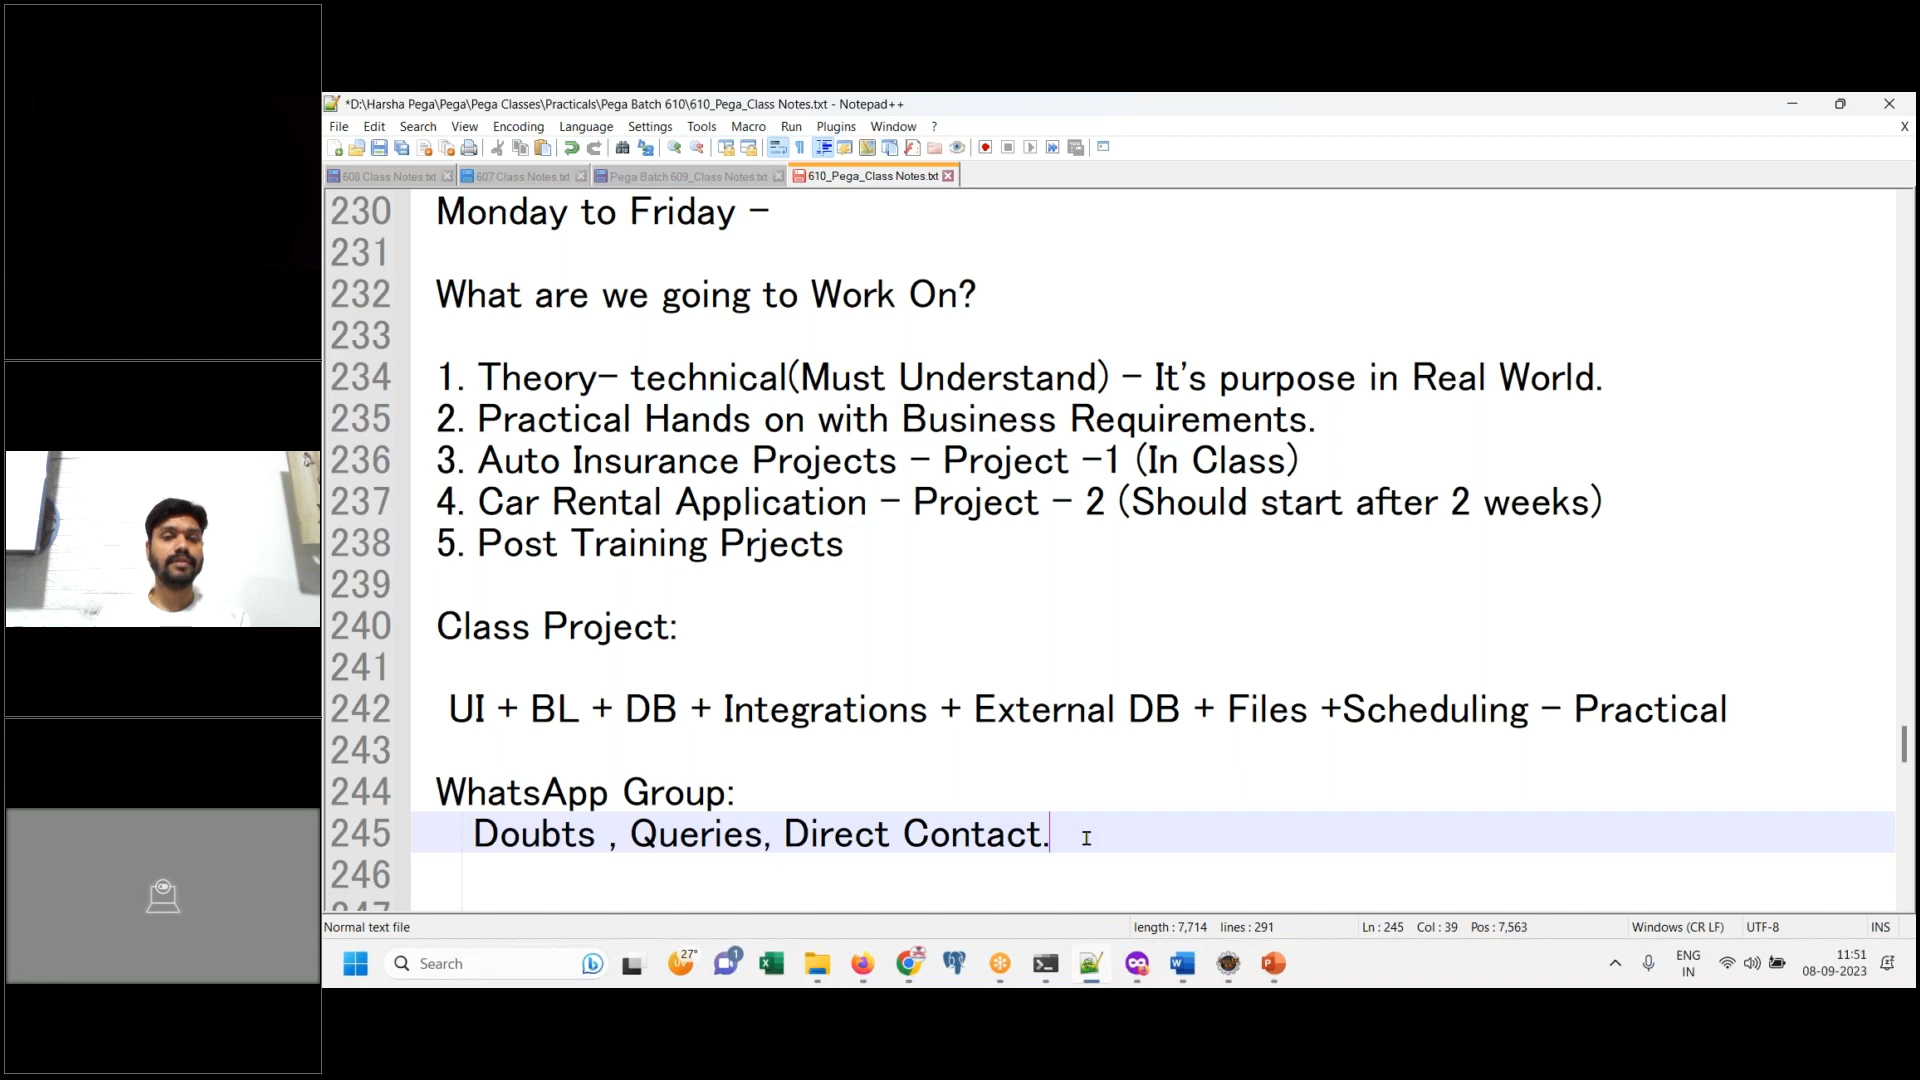 *D:\Harsha Pega\Pega\Pega Classes\Practicals\Pega Batch 610\610_Pega_Class Notes.txt - Notepad++
File Edit Search View Encoding Language Settings Tools Macro Run Plugins Window ? X
608 Class Notes.txt 607 Class Notes.txt Pega Batch 609_Class Notes.txt 610_Pega_Class Notes.txt
230 Monday to Friday -
231
232 What are we going to Work On?
233
234 1. Theory- technical(Must Understand) - It's purpose in Real World.
235 2. Practical Hands on with Business Requirements.
236 3. Auto Insurance Projects - Project -1 (In Class)
237 4. Car Rental Application - Project - 2 (Should start after 2 weeks)
238 5. Post Training Prjects
239
240 Class Project:
241
242 UI + BL + DB + Integrations + External DB + Files +Scheduling - Practical
243
244 WhatsApp Group:
245 Doubts , Queries, Direct Contact.
246
247
Normal text file length : 7,714 lines : 291 Ln : 245 Col : 39 Pos : 7,563 Windows (CR LF) UTF-8 INS
Search 27° 1 ENG 11:51
IN 08-09-2023